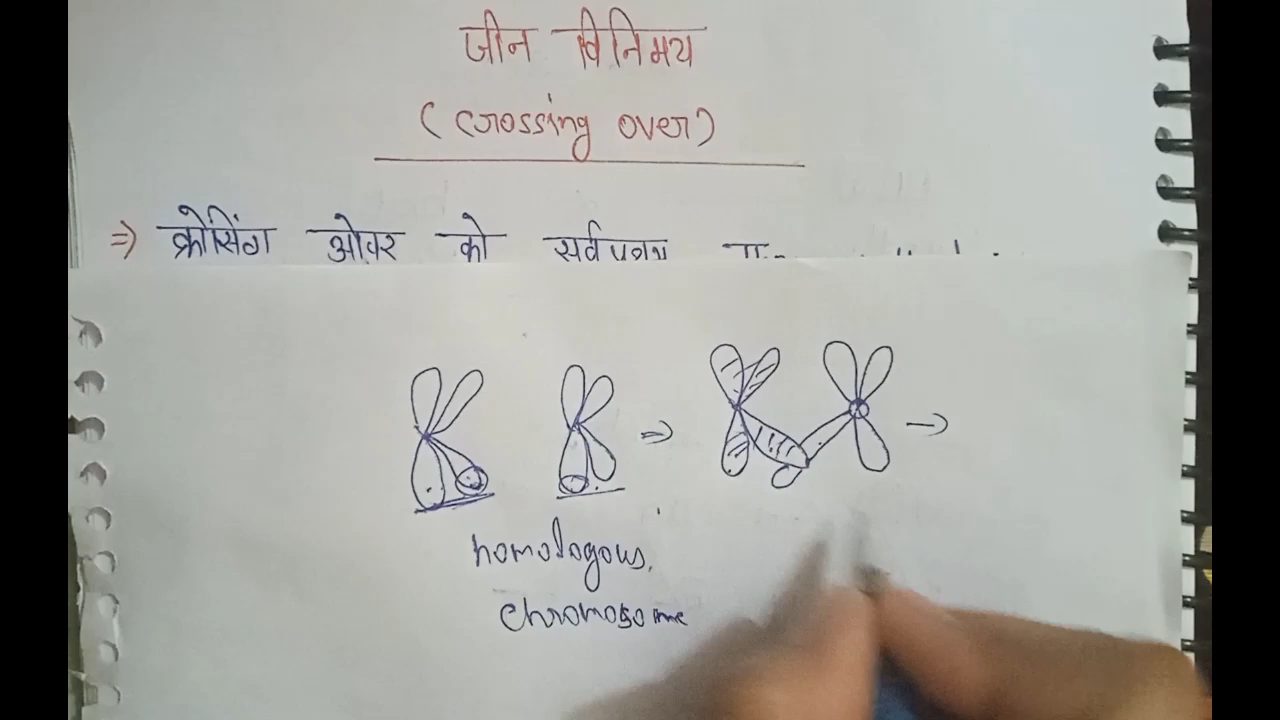 जीन विनिमय
(crossing over)
⇒ क्रोसिंग ओवर को सर्वप्रथम
homologous,
chromosome